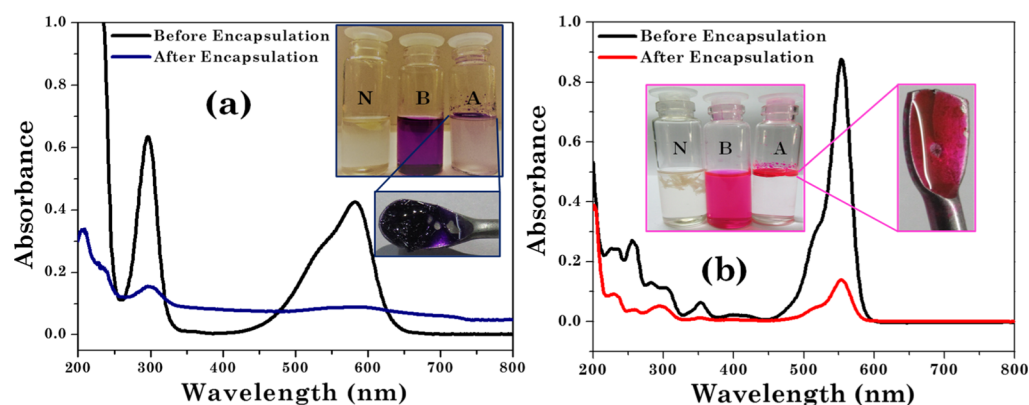 1.0
0.8
0.6
0.4
0.2
0.0
Absorbance
200 300 400 500 600 700 800
Wavelength (nm)
Before Encapsulation
After Encapsulation
(a)
N B A
1.0
0.8
0.6
0.4
0.2
0.0
Absorbance
200 300 400 500 600 700 800
Wavelength (nm)
Before Encapsulation
After Encapsulation
N B A
(b)